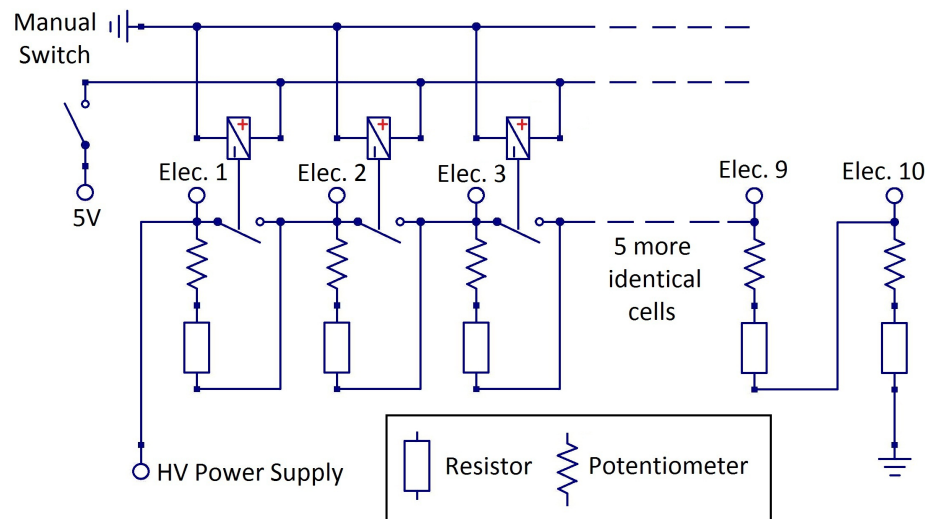 Manual
Switch
5V
Elec. 1
Elec. 2
Elec. 3
Elec. 9
Elec. 10
5 more
identical
cells
HV Power Supply
Resistor
Potentiometer